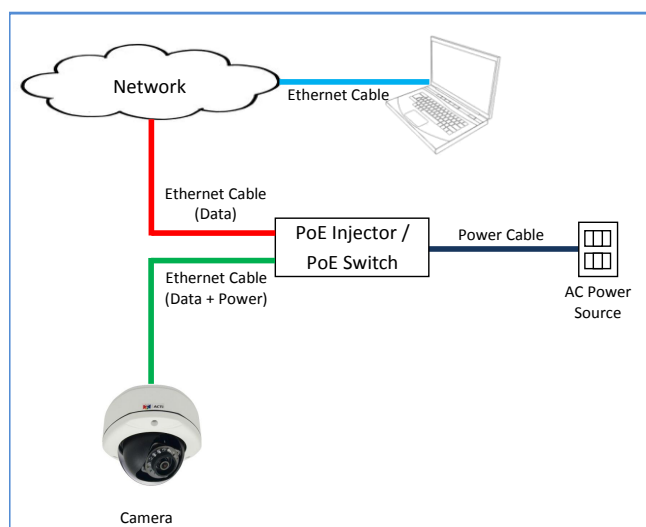 Network
Ethernet Cable
Ethernet Cable
(Data)
PoE Injector /
PoE Switch
Power Cable
Ethernet Cable
(Data + Power)
AC Power
Source
ACTi
Camera